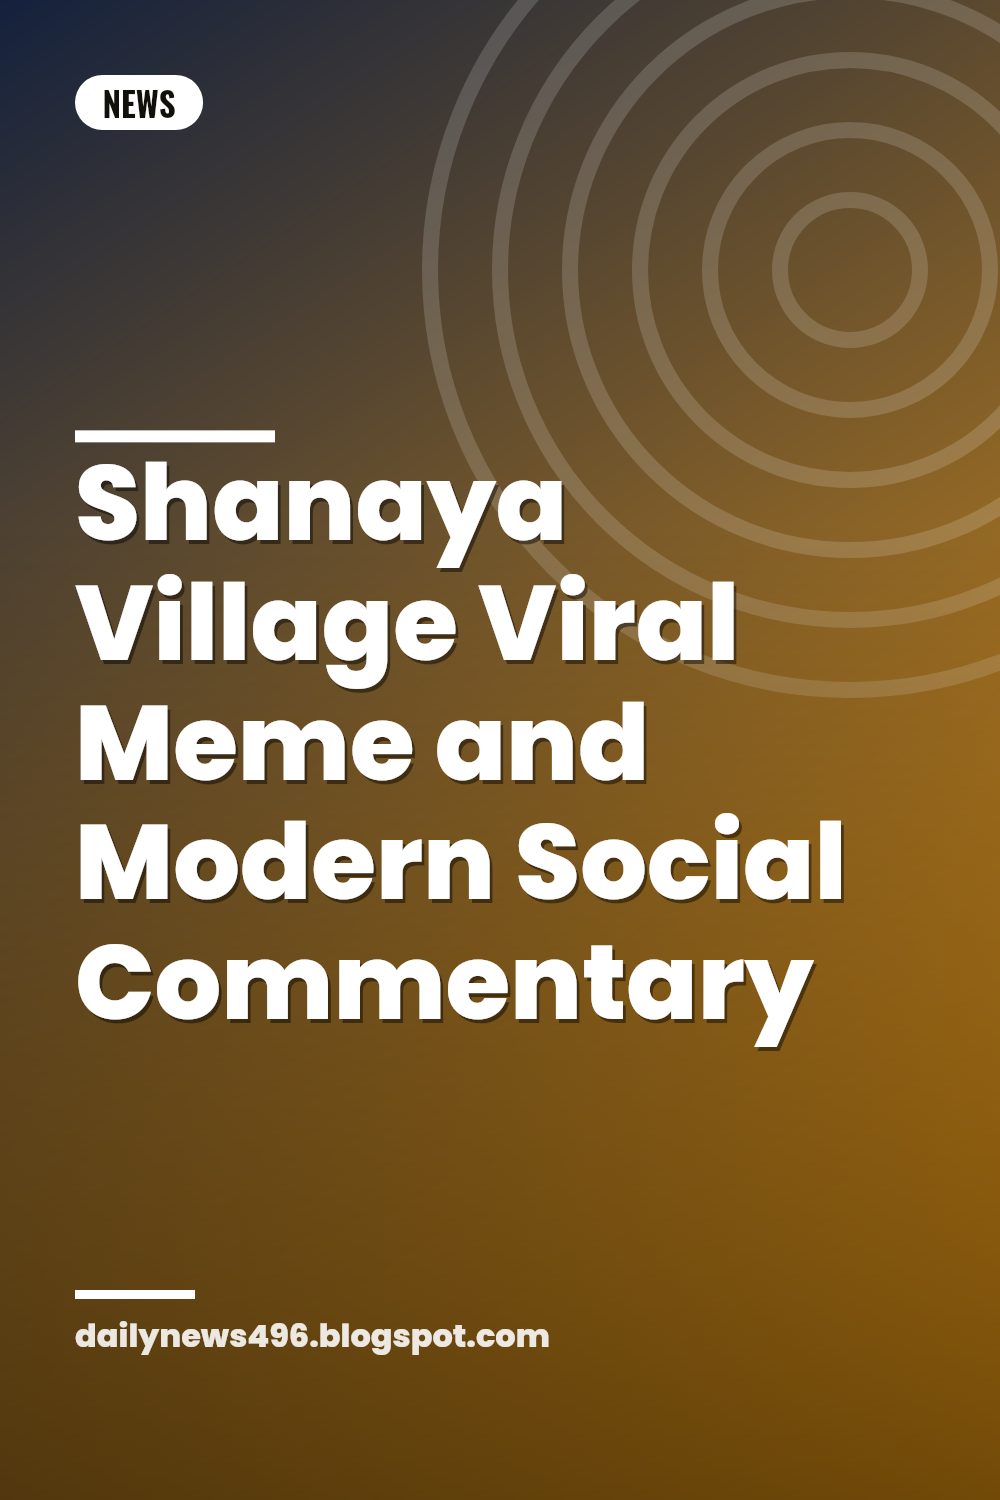 NEWS
Shanaya
Village Viral
Meme and
Modern Social
Commentary
dailynews496.blogspot.com